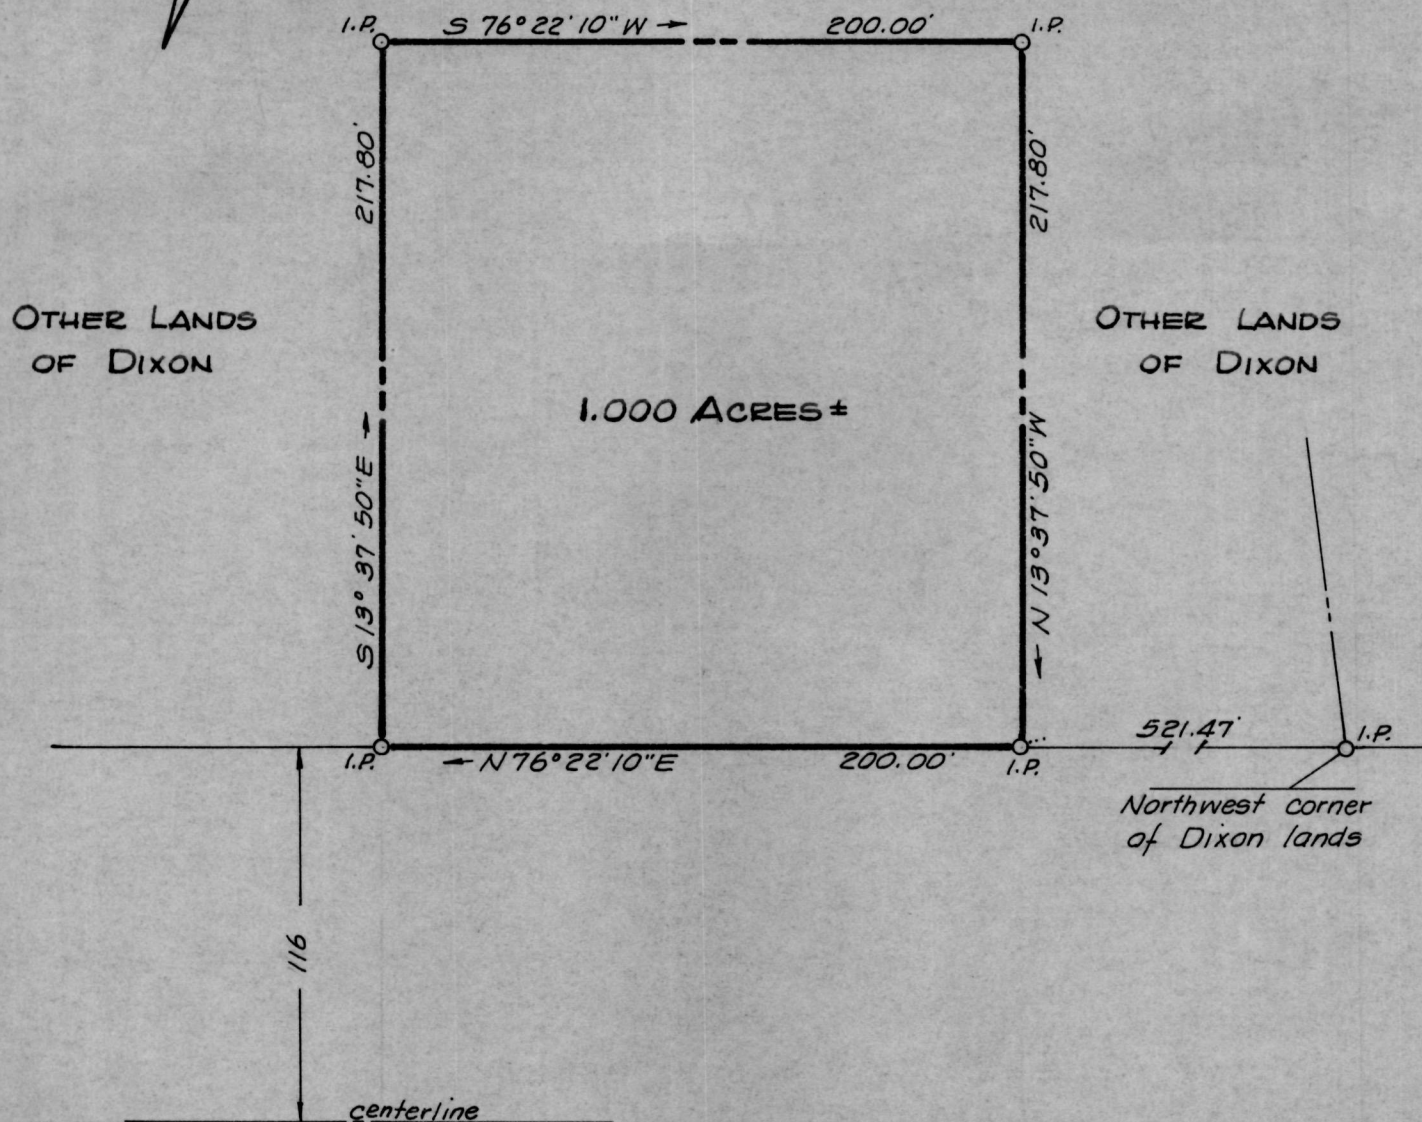 I.P.
S 76° 22' 10" W →
200.00'
I.P.
217.80'
217.80'
OTHER LANDS
OF DIXON
OTHER LANDS
OF DIXON
1.000 ACRES ±
S 13° 37' 50" E →
← N 13° 37' 50" W
521.47'
I.P.
I.P.
← N 76° 22' 10" E
200.00'
I.P.
Northwest corner
of Dixon lands
116
centerline